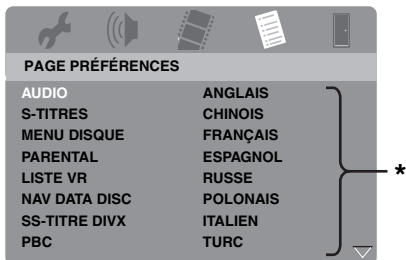 PAGE PRÉFÉRENCES
AUDIO ANGLAIS
S-TITRES CHINOIS
MENU DISQUE FRANÇAIS
PARENTAL ESPAGNOL
LISTE VR RUSSE
NAV DATA DISC POLONAIS
SS-TITRE DIVX ITALIEN
PBC TURC
*